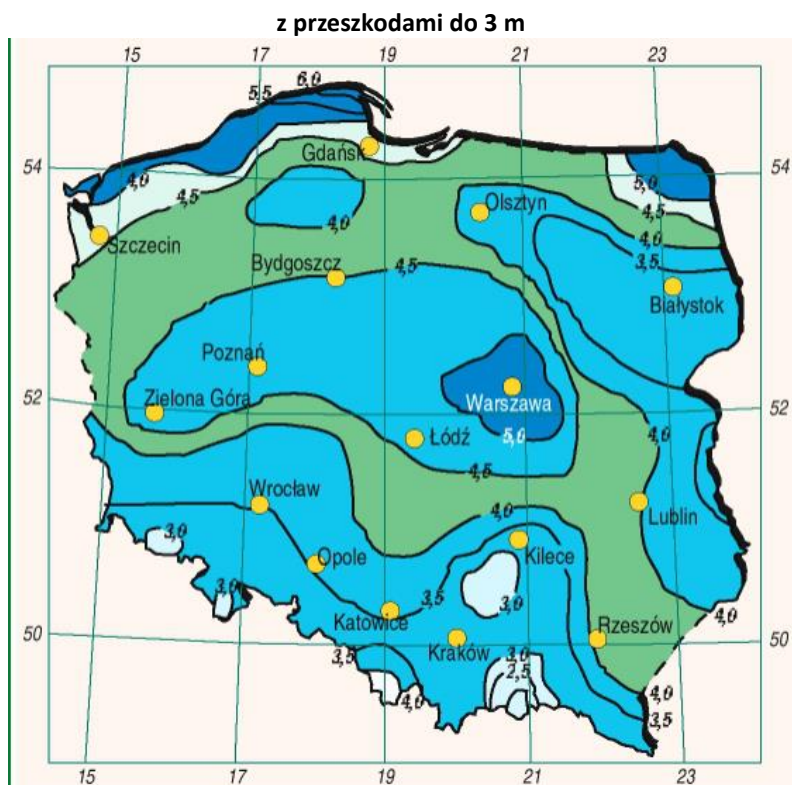 z przeszkodami do 3 m
15 17 19 21 23
6,0
5,5
54 54
Gdańsk
4,0
5,0
4,5
4,5
Olsztyn
4,0
4,0
Szczecin
3,5
Bydgoszcz
4,5
Białystok
Poznań
52 52
Zielona Góra
Warszawa
Łódź
5,0
4,0
4,5
Wrocław
4,0
Lublin
3,0
Opole
Kilece
3,0
3,5
3,0
4,0
Katowice
Rzeszów
50 50
Kraków
3,5
3,0
2,5
4,0
4,0
3,5
15 17 19 21 23